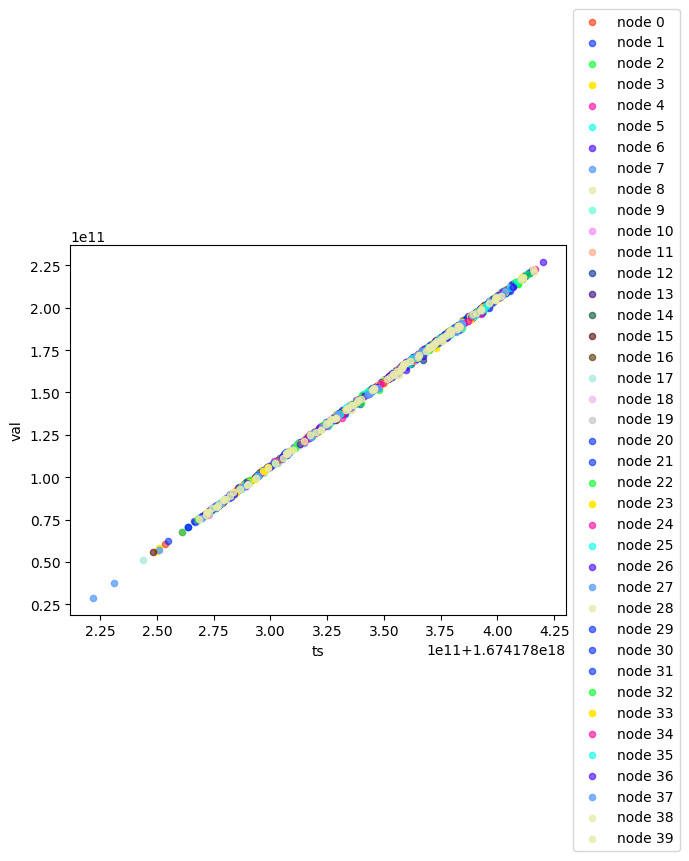 node 0
node 1
node 2
node 3
node 4
node 5
node 6
node 7
node 8
node 9
node 10
node 11
node 12
node 13
node 14
node 15
node 16
node 17
node 18
node 19
node 20
node 21
node 22
node 23
node 24
node 25
node 26
node 27
node 28
node 29
node 30
node 31
node 32
node 33
node 34
node 35
node 36
node 37
node 38
node 39
1e11
2.25
2.00
1.75
1.50
1.25
1.00
0.75
0.50
0.25
val
2.25 2.50 2.75 3.00 3.25 3.50 3.75 4.00 4.25
ts
1e11+1.674178e18